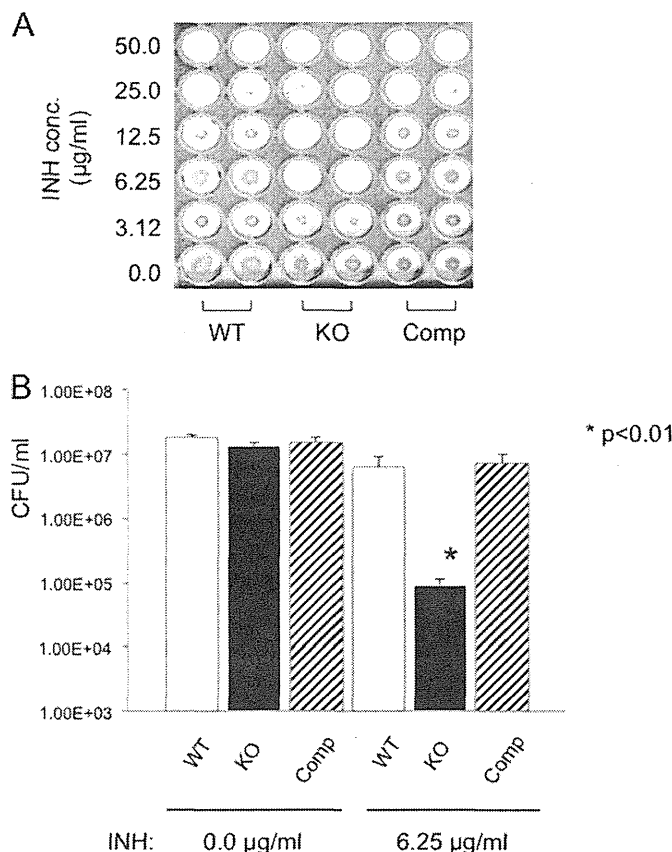 A
INH conc.
(µg/ml)
50.0
25.0
12.5
6.25
3.12
0.0
WT KO Comp
B
CFU/ml
1.00E+08
1.00E+07
1.00E+06
1.00E+05
1.00E+04
1.00E+03
*
* p<0.01
WT KO Comp WT KO Comp
INH: 0.0 µg/ml 6.25 µg/ml